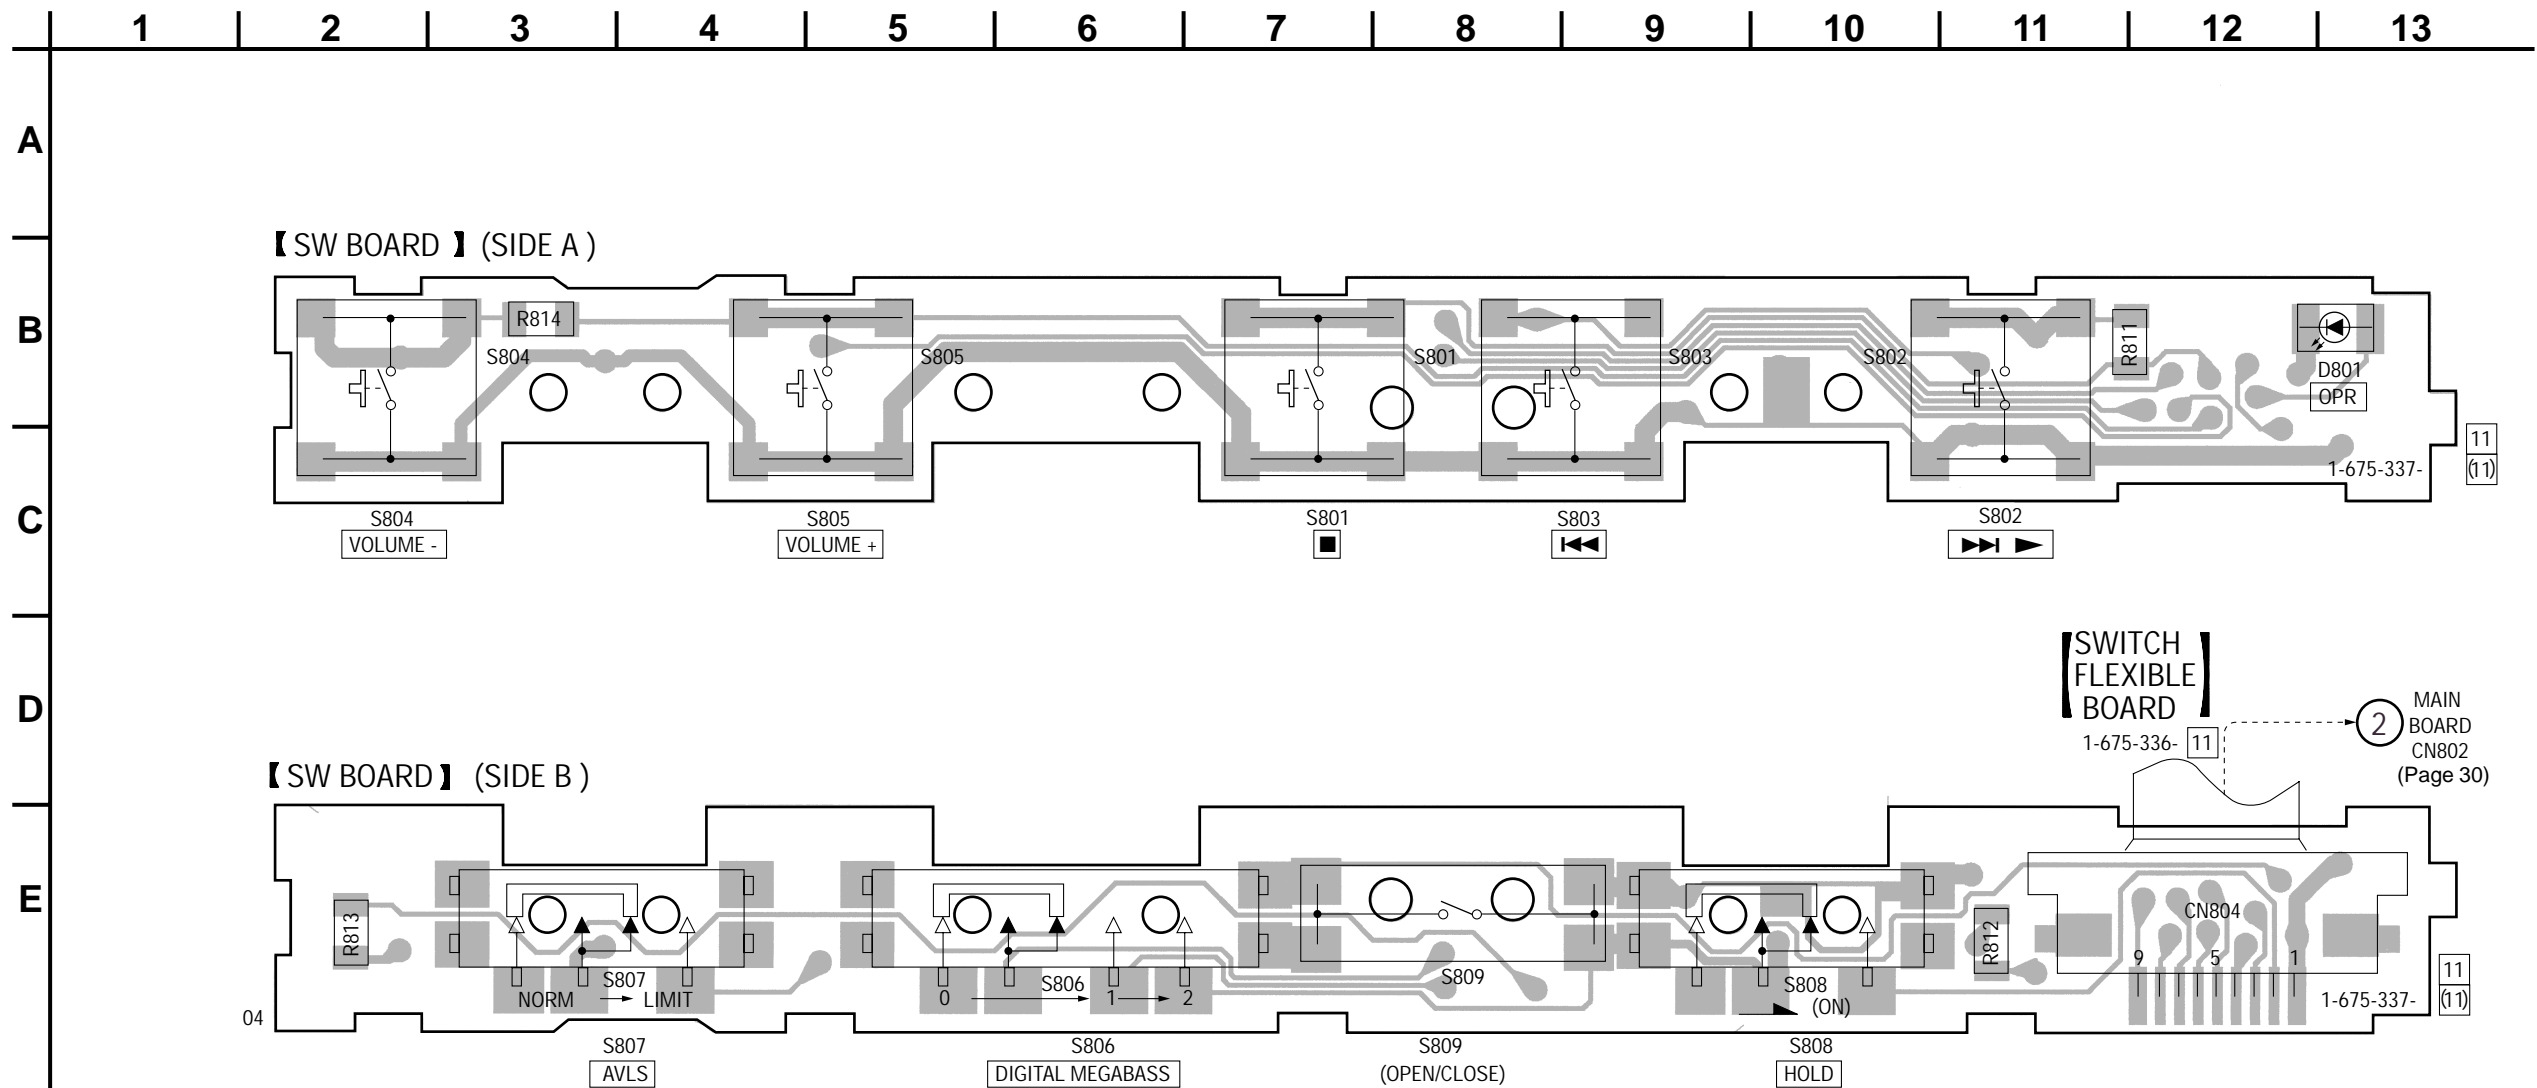 1 2 3 4 5 6 7 8 9 10 11 12 13
A
【SW BOARD】 (SIDE A)
B
R814
S804
S805
S801
S803
S802
R811
D801
OPR
1-675-337-
11
(11)
C
S804
VOLUME -
S805
VOLUME +
S801
■
S803
I◀◀
S802
▶▶I ▶
D
【SWITCH
FLEXIBLE
BOARD】
1-675-336- 11
2
MAIN
BOARD
CN802
(Page 30)
【SW BOARD】 (SIDE B)
E
R813
S807
NORM → LIMIT
S806
0 → 1 → 2
S809
S808
(ON)
R812
CN804
9 5 1
1-675-337-
11
(11)
04
S807
AVLS
S806
DIGITAL MEGABASS
S809
(OPEN/CLOSE)
S808
HOLD